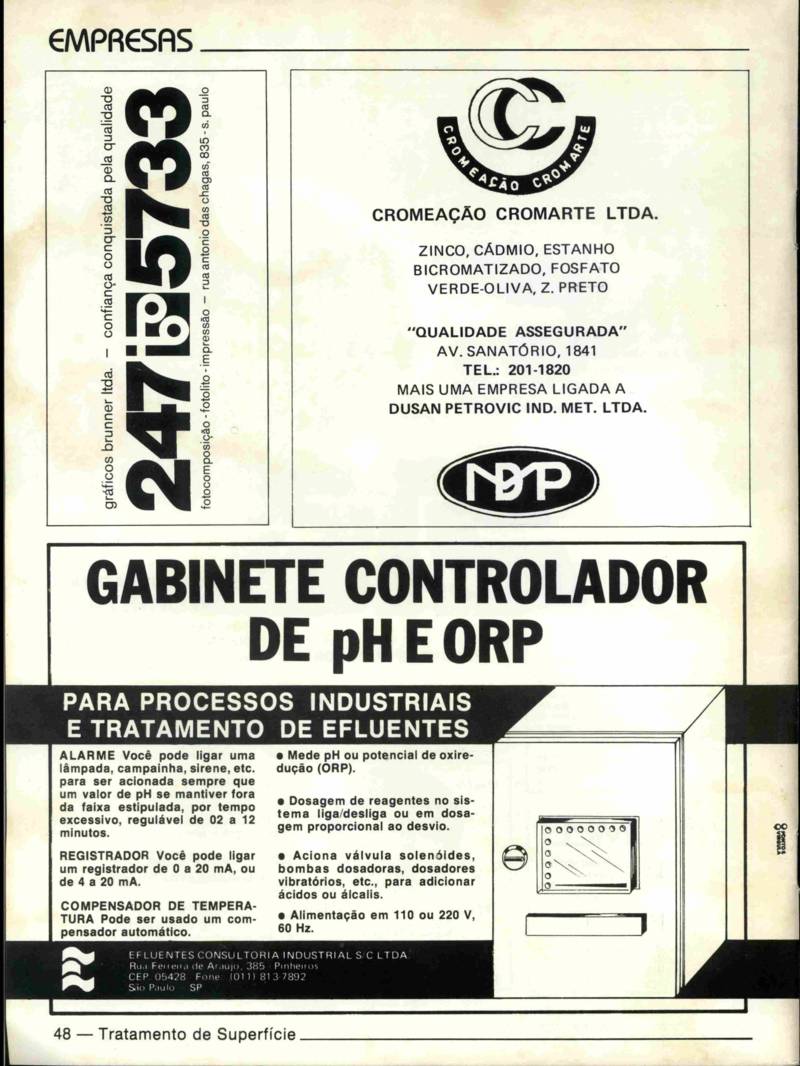 EMPRESAS
gráficos brunner ltda. — confiança conquistada pela qualidade
247 5733
fotocomposição - fotolito - impressão — rua antonio das chagas, 835 - s. paulo
CROMEAÇÃO CROMARTE
CROMEAÇÃO CROMARTE LTDA.
ZINCO, CÁDMIO, ESTANHO
BICROMATIZADO, FOSFATO
VERDE-OLIVA, Z. PRETO
"QUALIDADE ASSEGURADA"
AV. SANATÓRIO, 1841
TEL.: 201-1820
MAIS UMA EMPRESA LIGADA A
DUSAN PETROVIC IND. MET. LTDA.
GABINETE CONTROLADOR
DE pH E ORP
PARA PROCESSOS INDUSTRIAIS
E TRATAMENTO DE EFLUENTES
ALARME Você pode ligar uma
lâmpada, campainha, sirene, etc.
para ser acionada sempre que
um valor de pH se mantiver fora
da faixa estipulada, por tempo
excessivo, regulável de 02 a 12
minutos.
REGISTRADOR Você pode ligar
um registrador de 0 a 20 mA, ou
de 4 a 20 mA.
COMPENSADOR DE TEMPERA-
TURA Pode ser usado um com-
pensador automático.
• Mede pH ou potencial de oxire-
dução (ORP).
• Dosagem de reagentes no sis-
tema liga/desliga ou em dosa-
gem proporcional ao desvio.
• Aciona válvula solenóides,
bombas dosadoras, dosadores
vibratórios, etc., para adicionar
ácidos ou álcalis.
• Alimentação em 110 ou 220 V,
60 Hz.
EFLUENTES CONSULTORIA INDUSTRIAL S/C LTDA.
Rua Ferreira de Araujo, 385 Pinheiros
CEP 05428 Fone (011) 813-7892
São Paulo SP
48 — Tratamento de Superfície